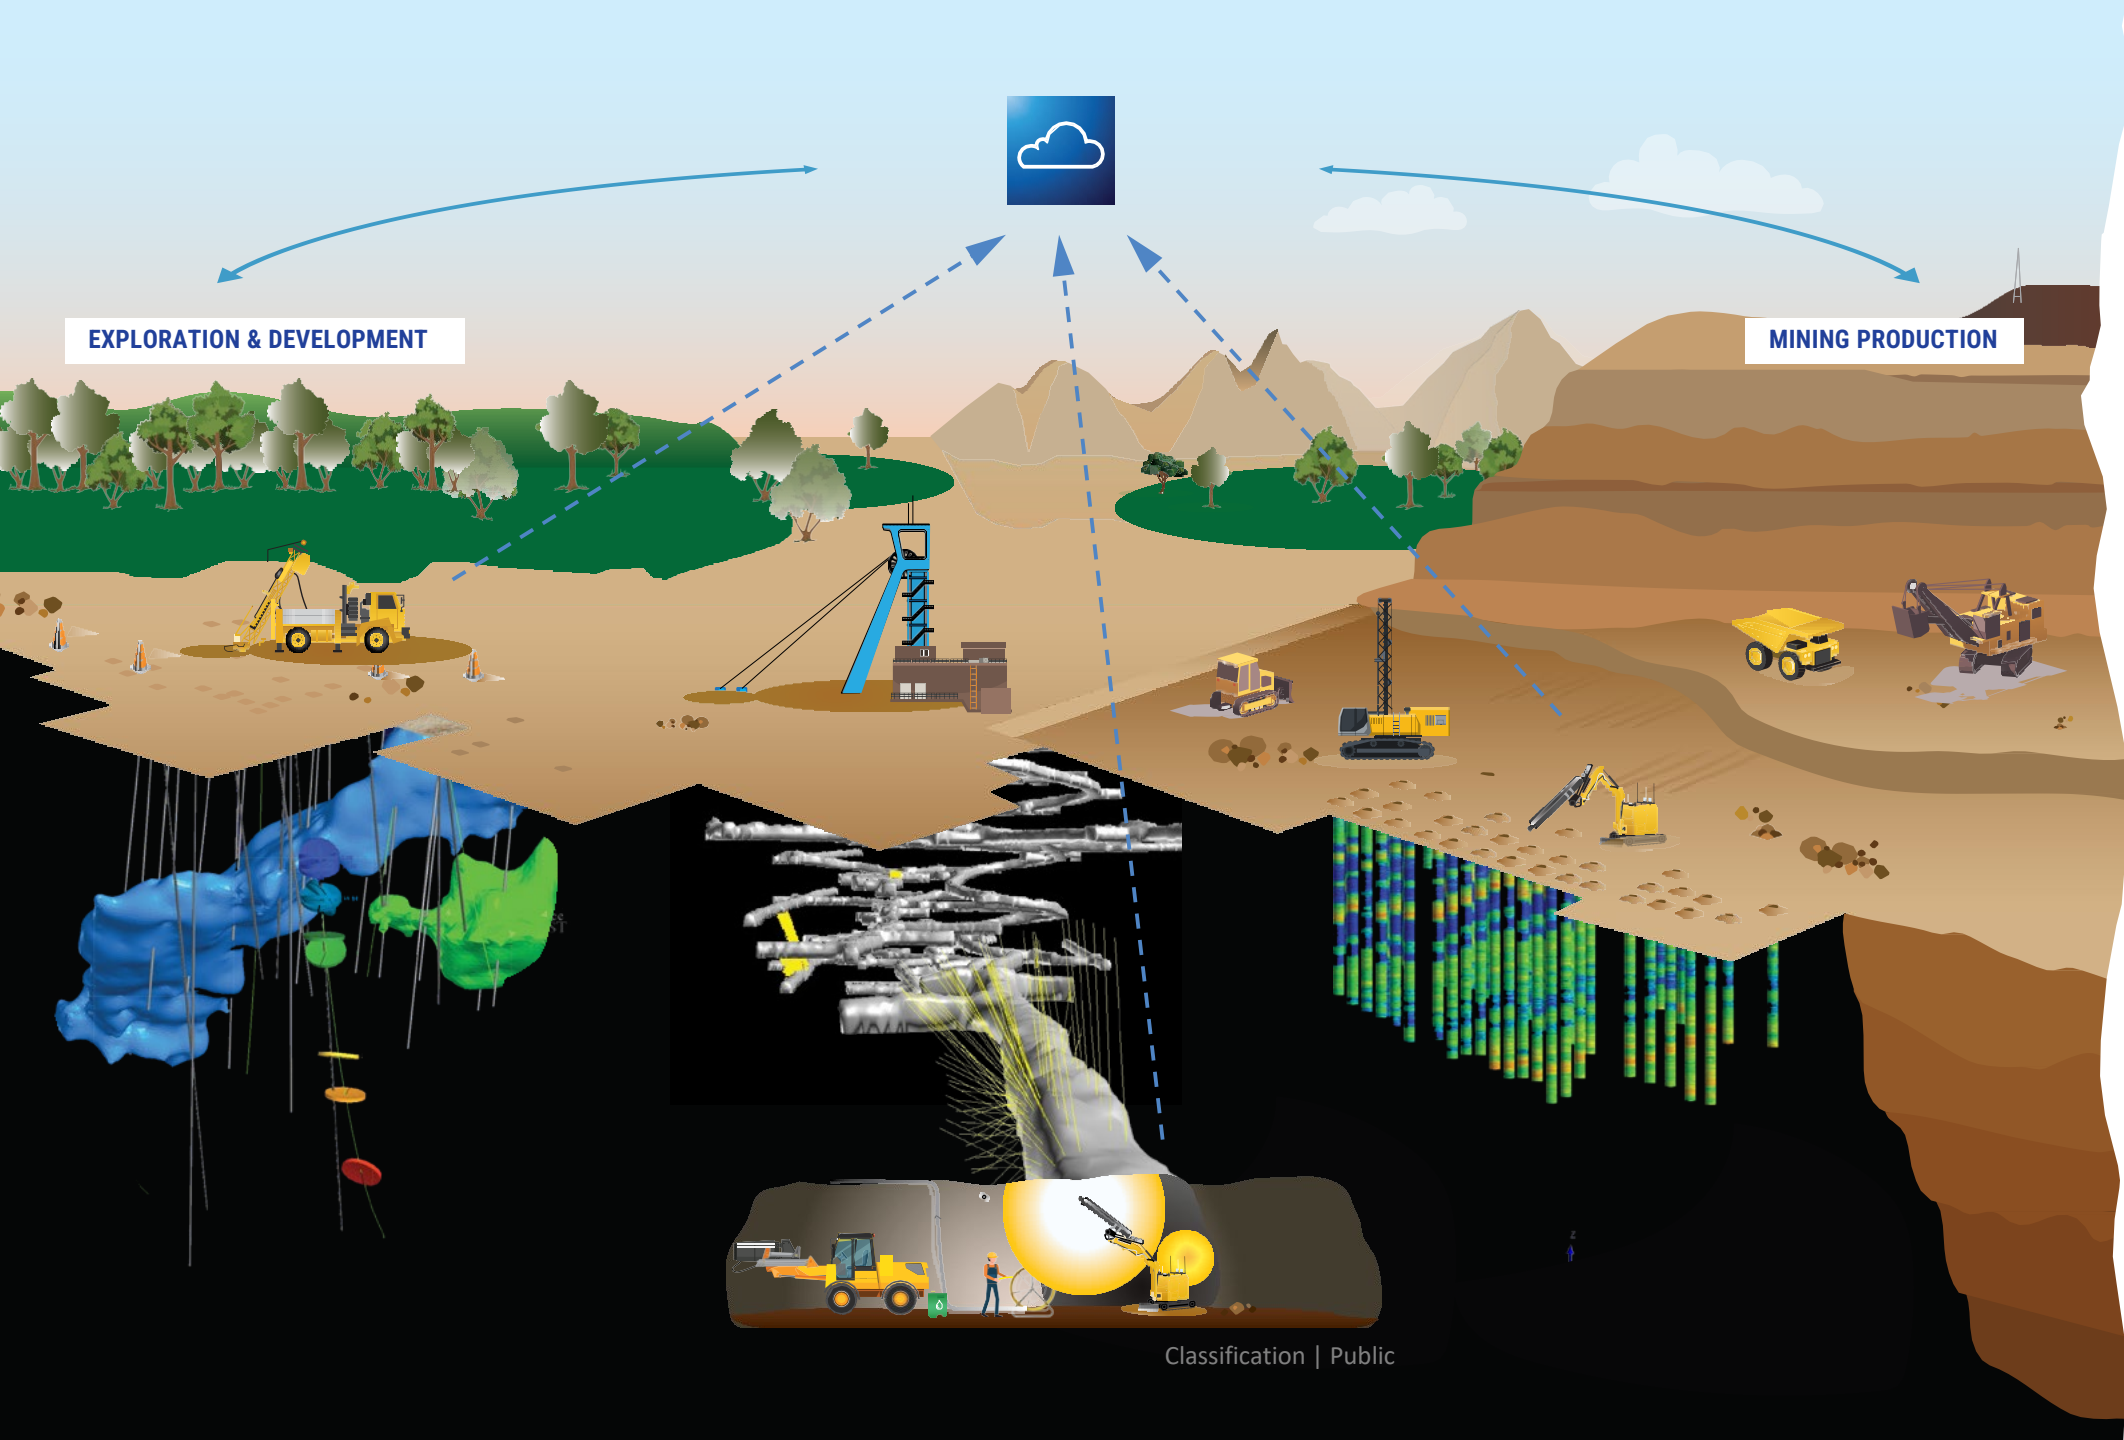 EXPLORATION & DEVELOPMENT
MINING PRODUCTION
Classification | Public